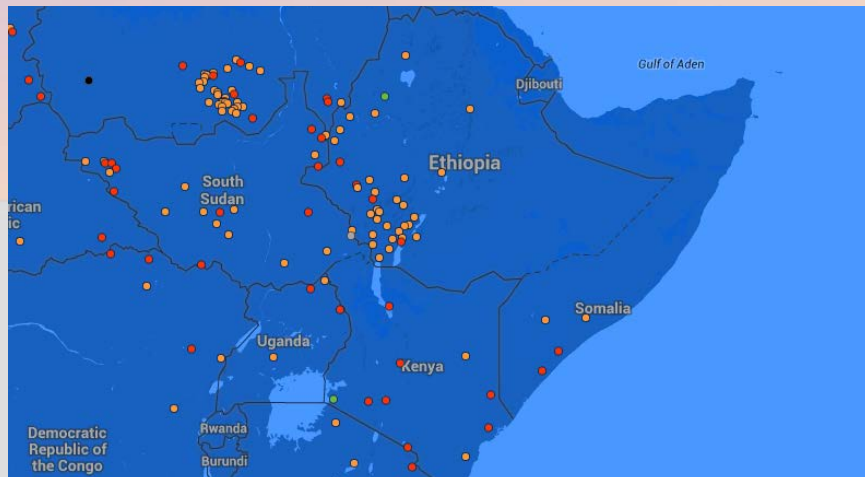 Gulf of Aden
Djibouti
Ethiopia
South
Sudan
rican
ic
Somalia
Uganda
Kenya
Rwanda
Democratic
Republic of
the Congo
Burundi